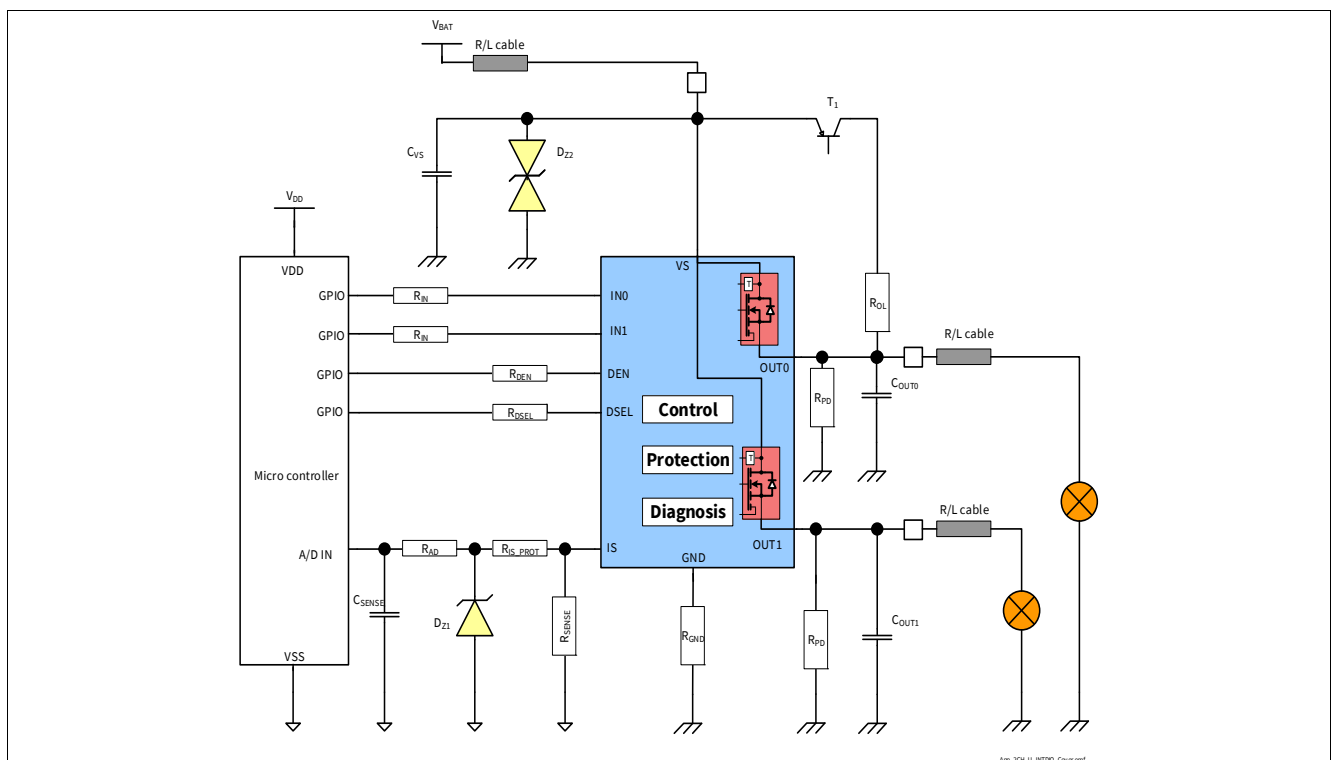 VBAT
R/L cable
T1
CVS
DZ2
VDD
VDD
VS
T
GPIO
RIN
IN0
ROL
GPIO
RIN
IN1
R/L cable
OUT0
GPIO
RDEN
DEN
RPD
COUT0
GPIO
RDSEL
DSEL
Control
Protection
T
Micro controller
Diagnosis
R/L cable
OUT1
A/D IN
RAD
RIS_PROT
IS
GND
CSENSE
DZ1
RSENSE
RGND
RPD
COUT1
VSS